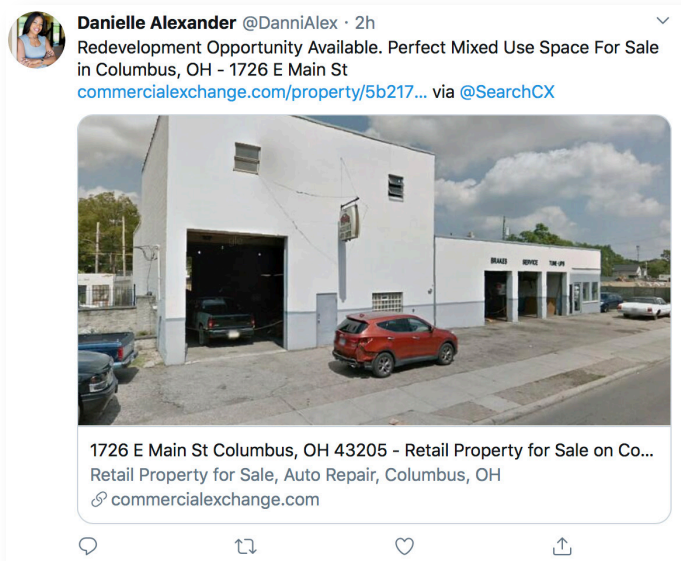 Danielle Alexander @DanniAlex · 2h
Redevelopment Opportunity Available. Perfect Mixed Use Space For Sale
in Columbus, OH - 1726 E Main St
commercialexchange.com/property/5b217... via @SearchCX
BRAKES SERVICE TUNE-UPS
1726 E Main St Columbus, OH 43205 - Retail Property for Sale on Co...
Retail Property for Sale, Auto Repair, Columbus, OH
commercialexchange.com